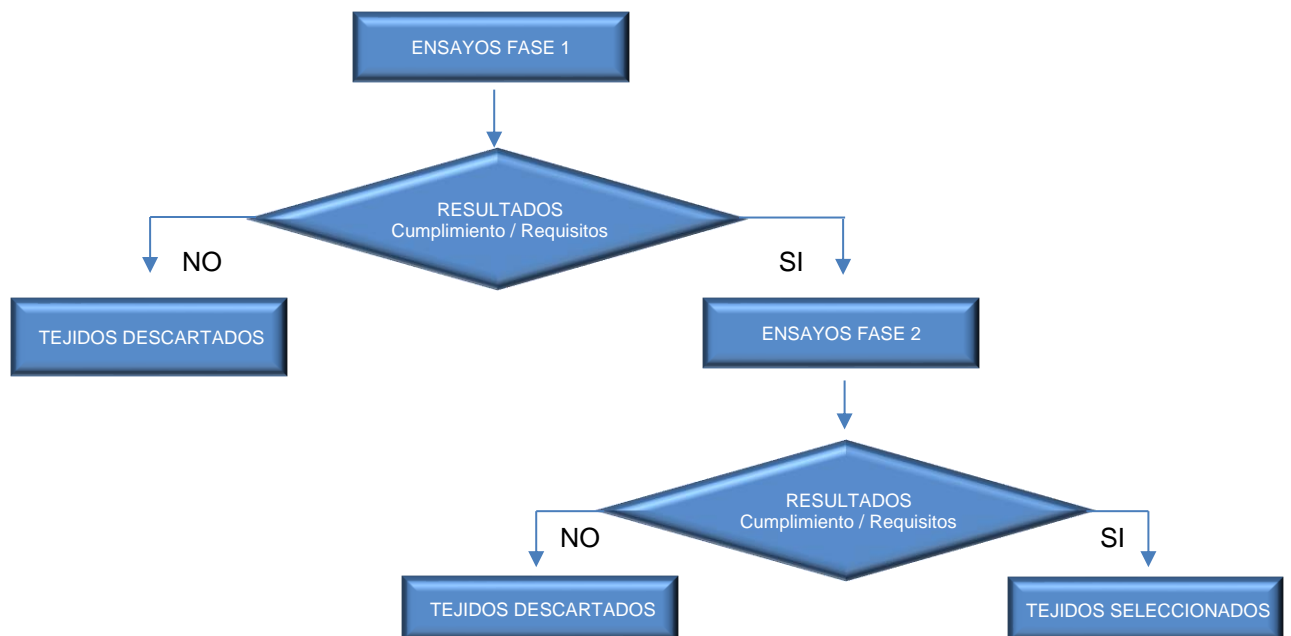 ENSAYOS FASE 1
RESULTADOS
Cumplimiento / Requisitos
NO
SI
TEJIDOS DESCARTADOS
ENSAYOS FASE 2
RESULTADOS
Cumplimiento / Requisitos
NO
SI
TEJIDOS DESCARTADOS
TEJIDOS SELECCIONADOS